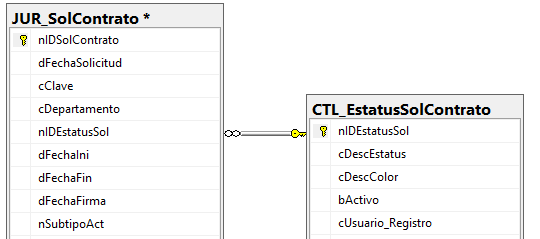 JUR_SolContrato *
nIDSolContrato
dFechaSolicitud
cClave
cDepartamento
nIDEstatusSol
dFechaIni
dFechaFin
dFechaFirma
nSubtipoAct
CTL_EstatusSolContrato
nIDEstatusSol
cDescEstatus
cDescColor
bActivo
cUsuario_Registro